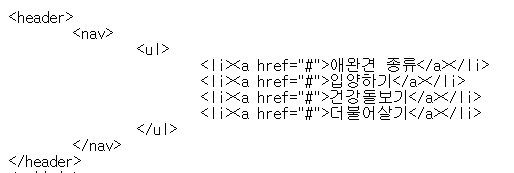 <header>
<nav>
<ul>
<li><a href="#">애완견 종류</a></li>
<li><a href="#">입양하기</a></li>
<li><a href="#">건강돌보기</a></li>
<li><a href="#">더불어살기</a></li>
</ul>
</nav>
</header>